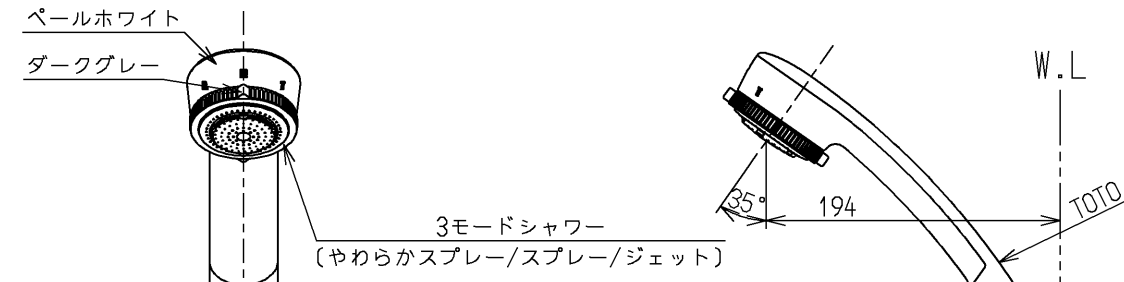 ペールホワイト
ダークグレー
3モードシャワー
(やわらかスプレー/スプレー/ジェット)
W.L
35°
194
TOTO